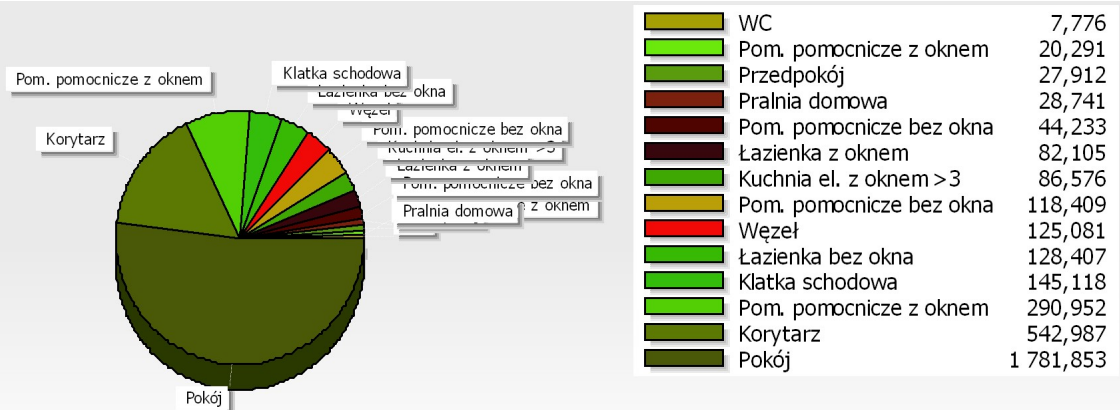 Klatka schodowa
Pom. pomocnicze z oknem
Łazienka bez okna
Węzeł
Korytarz
Pom. pomocnicze bez okna
Kuchnia el. z oknem >3
Łazienka z oknem
Pom. pomocnicze bez okna
z oknem
Pralnia domowa
Pokój
WC 7,776
Pom. pomocnicze z oknem 20,291
Przedpokój 27,912
Pralnia domowa 28,741
Pom. pomocnicze bez okna 44,233
Łazienka z oknem 82,105
Kuchnia el. z oknem >3 86,576
Pom. pomocnicze bez okna 118,409
Węzeł 125,081
Łazienka bez okna 128,407
Klatka schodowa 145,118
Pom. pomocnicze z oknem 290,952
Korytarz 542,987
Pokój 1 781,853